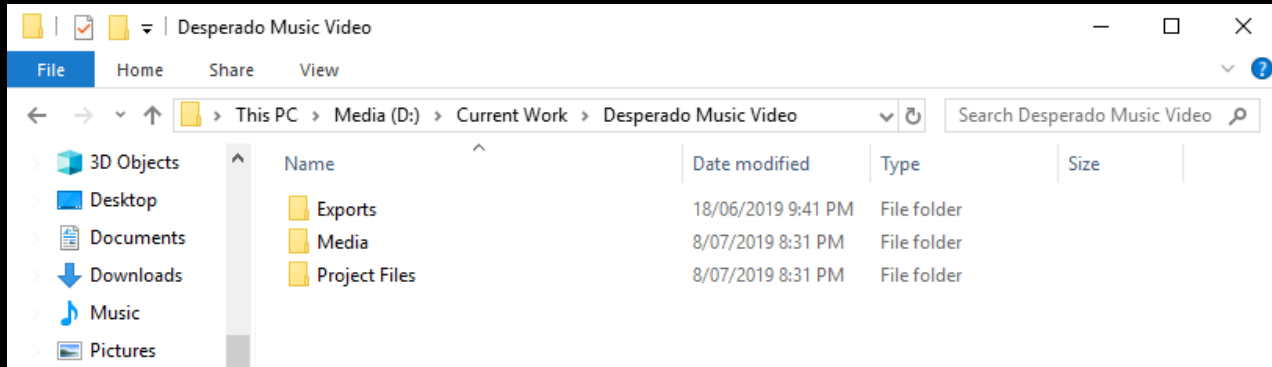 Desperado Music Video
File Home Share View
This PC > Media (D:) > Current Work > Desperado Music Video Search Desperado Music Video
3D Objects Name Date modified Type Size
Desktop Exports 18/06/2019 9:41 PM File folder
Documents Media 8/07/2019 8:31 PM File folder
Downloads Project Files 8/07/2019 8:31 PM File folder
Music
Pictures